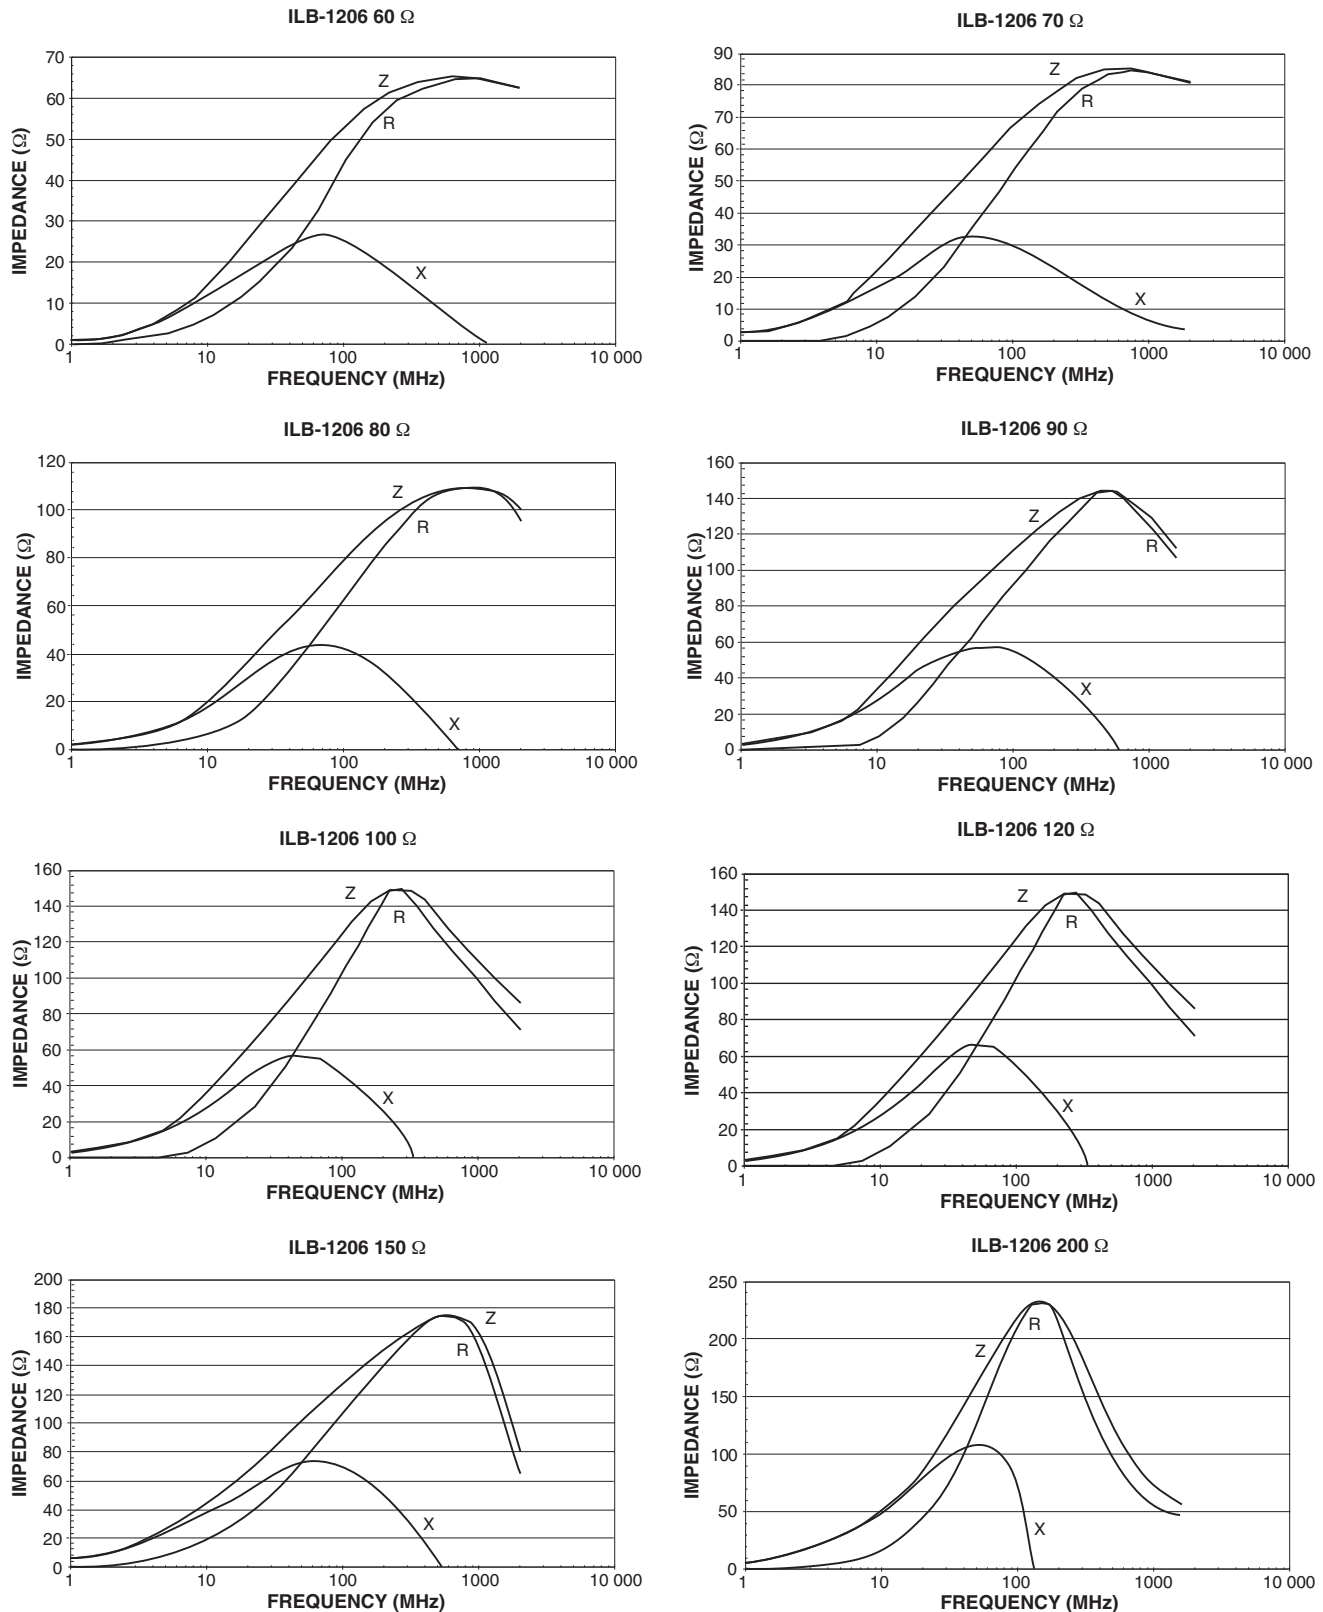 ILB-1206 60 Ω
70
60
50
40
30
20
10
0
IMPEDANCE (Ω)
Z
R
X
1
10
100
1000
10 000
FREQUENCY (MHz)
ILB-1206 70 Ω
90
80
70
60
50
40
30
20
10
0
IMPEDANCE (Ω)
Z
R
X
1
10
100
1000
10 000
FREQUENCY (MHz)
ILB-1206 80 Ω
120
100
80
60
40
20
0
IMPEDANCE (Ω)
Z
R
X
1
10
100
1000
10 000
FREQUENCY (MHz)
ILB-1206 90 Ω
160
140
120
100
80
60
40
20
0
IMPEDANCE (Ω)
Z
R
X
1
10
100
1000
10 000
FREQUENCY (MHz)
ILB-1206 100 Ω
160
140
120
100
80
60
40
20
0
IMPEDANCE (Ω)
Z
R
X
1
10
100
1000
10 000
FREQUENCY (MHz)
ILB-1206 120 Ω
160
140
120
100
80
60
40
20
0
IMPEDANCE (Ω)
Z
R
X
1
10
100
1000
10 000
FREQUENCY (MHz)
ILB-1206 150 Ω
200
180
160
140
120
100
80
60
40
20
0
IMPEDANCE (Ω)
Z
R
X
1
10
100
1000
10 000
FREQUENCY (MHz)
ILB-1206 200 Ω
250
200
150
100
50
0
IMPEDANCE (Ω)
R
Z
X
1
10
100
1000
10 000
FREQUENCY (MHz)